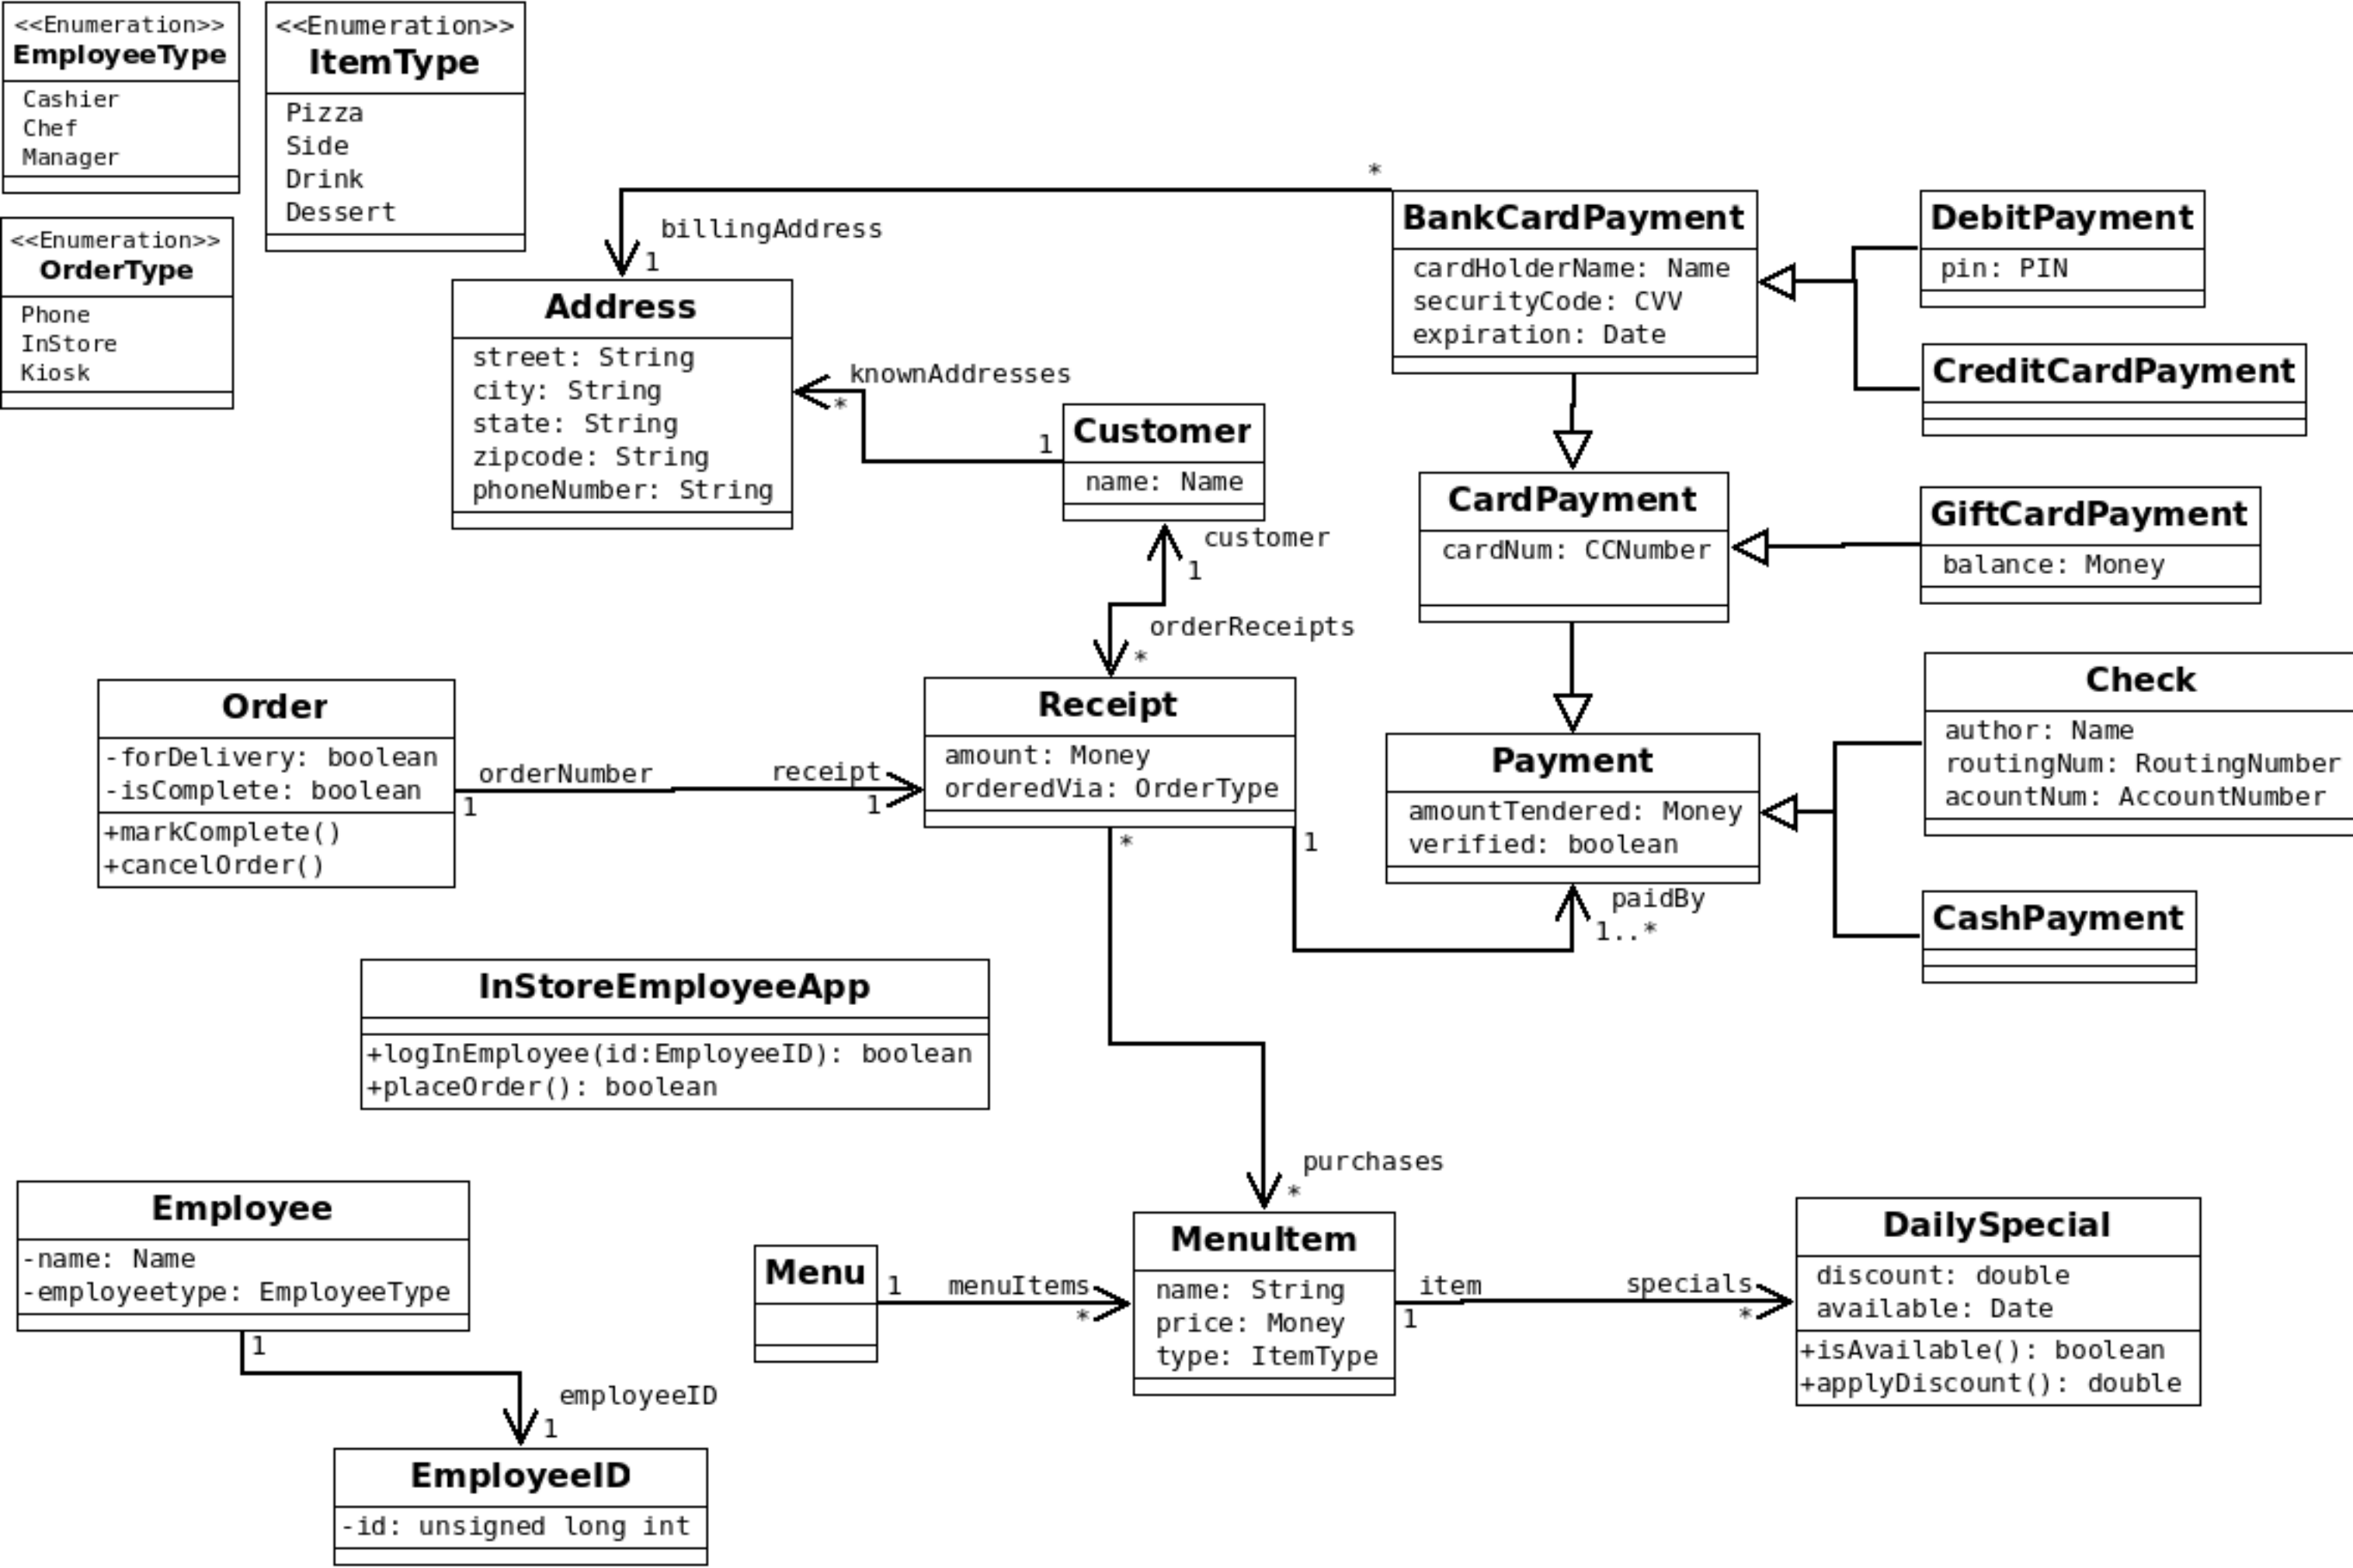 <<Enumeration>>
EmployeeType
Cashier
Chef
Manager
<<Enumeration>>
ItemType
Pizza
Side
Drink
Dessert
<<Enumeration>>
OrderType
Phone
InStore
Kiosk
*
billingAddress
1
BankCardPayment
cardHolderName: Name
securityCode: CVV
expiration: Date
DebitPayment
pin: PIN
CreditCardPayment
Address
street: String
city: String
state: String
zipcode: String
phoneNumber: String
knownAddresses
*
1
Customer
name: Name
customer
1
orderReceipts
*
CardPayment
cardNum: CCNumber
GiftCardPayment
balance: Money
Order
-forDelivery: boolean
-isComplete: boolean
+markComplete()
+cancelOrder()
orderNumber
1
receipt
1
Receipt
amount: Money
orderedVia: OrderType
*
1
Payment
amountTendered: Money
verified: boolean
paidBy
1..*
Check
author: Name
routingNum: RoutingNumber
acountNum: AccountNumber
CashPayment
InStoreEmployeeApp
+logInEmployee(id:EmployeeID): boolean
+placeOrder(): boolean
purchases
*
Employee
-name: Name
-employeetype: EmployeeType
1
employeeID
1
EmployeeID
-id: unsigned long int
Menu
1
menuItems
*
MenuItem
name: String
price: Money
type: ItemType
item
1
specials
*
DailySpecial
discount: double
available: Date
+isAvailable(): boolean
+applyDiscount(): double